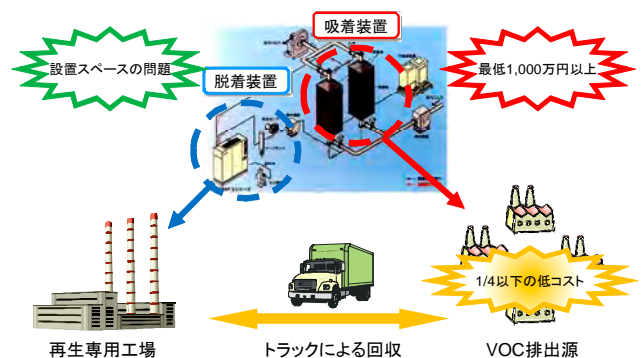 吸着装置
設置スペースの問題
脱着装置
最低1,000万円以上
1/4以下の低コスト
再生専用工場
トラックによる回収
VOC排出源